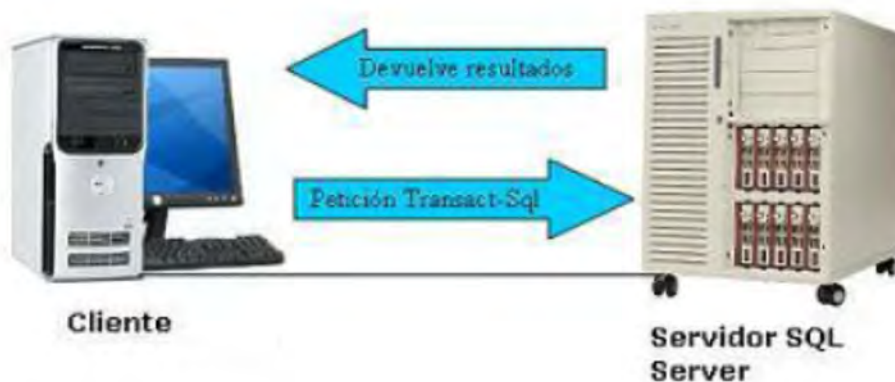 Devuelve resultados
Petición Transact-Sql
Cliente
Servidor SQL
Server